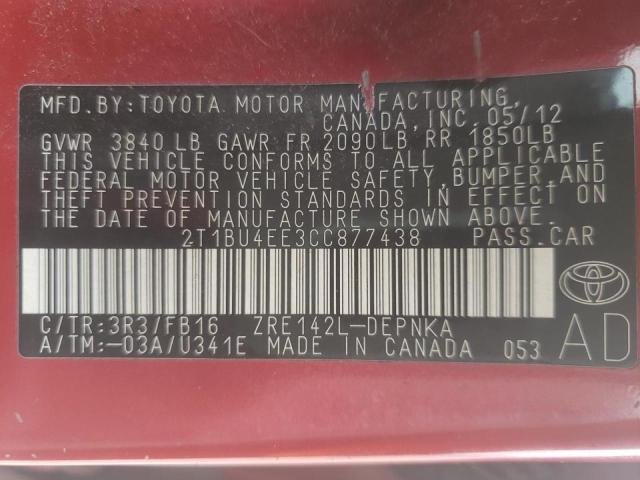 MFD. BY: TOYOTA MOTOR MANUFACTURING,
CANADA, INC. 05/12
GVWR 3840 LB GAWR FR 2090LB RR 1850LB
THIS VEHICLE CONFORMS TO ALL APPLICABLE
FEDERAL MOTOR VEHICLE SAFETY, BUMPER AND
THEFT PREVENTION STANDARDS IN EFFECT ON
THE DATE OF MANUFACTURE SHOWN ABOVE.
2T1BU4EE3CC877438 PASS. CAR
C/TR: 3R3/FB16 ZRE142L-DEPNKA
A/TM: -03A/U341E MADE IN CANADA 053
AD